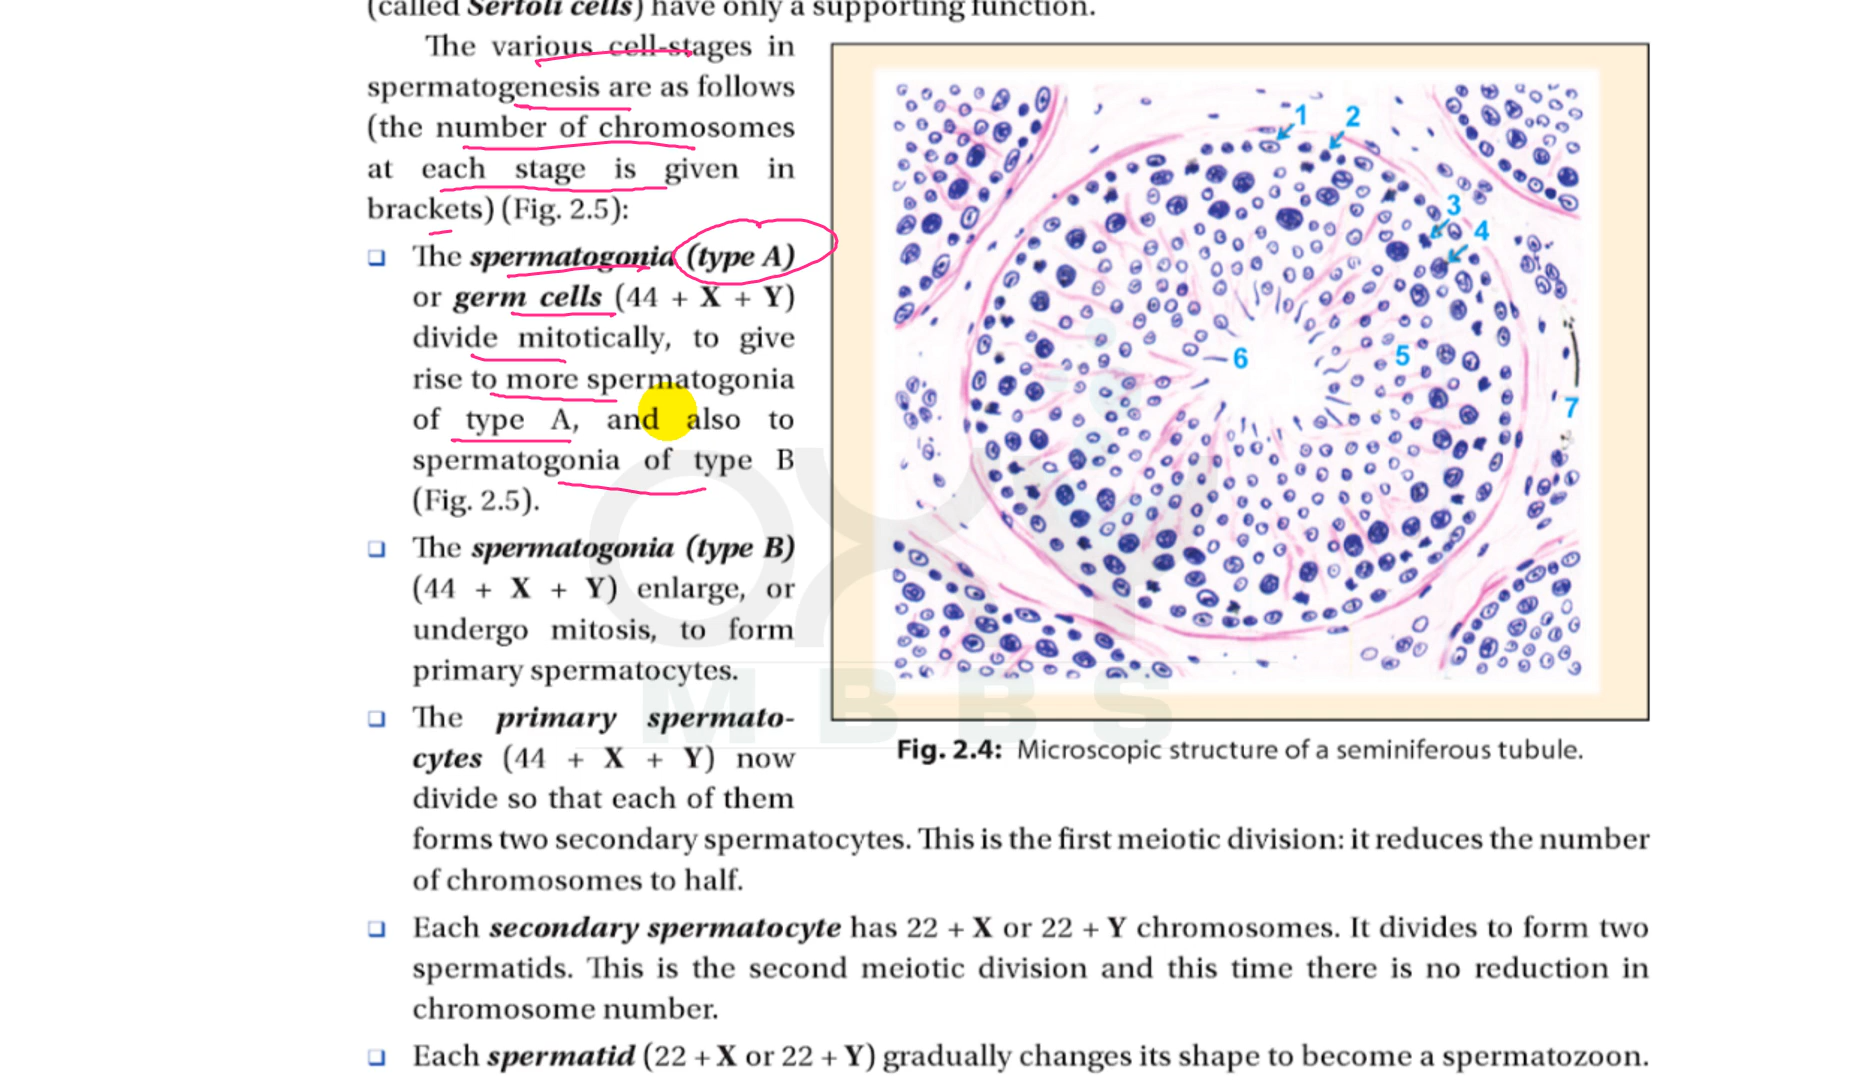 (called Sertoli cells) have only a supporting function.
The various cell-stages in
spermatogenesis are as follows
(the number of chromosomes
at each stage is given in
brackets) (Fig. 2.5):
❑ The spermatogonia (type A)
or germ cells (44 + X + Y)
divide mitotically, to give
rise to more spermatogonia
of type A, and also to
spermatogonia of type B
(Fig. 2.5).
❑ The spermatogonia (type B)
(44 + X + Y) enlarge, or
undergo mitosis, to form
primary spermatocytes.
❑ The primary spermato-
cytes (44 + X + Y) now
divide so that each of them
forms two secondary spermatocytes. This is the first meiotic division: it reduces the number
of chromosomes to half.
❑ Each secondary spermatocyte has 22 + X or 22 + Y chromosomes. It divides to form two
spermatids. This is the second meiotic division and this time there is no reduction in
chromosome number.
❑ Each spermatid (22 + X or 22 + Y) gradually changes its shape to become a spermatozoon.
1
2
3
4
5
6
7
Fig. 2.4: Microscopic structure of a seminiferous tubule.
MBBS